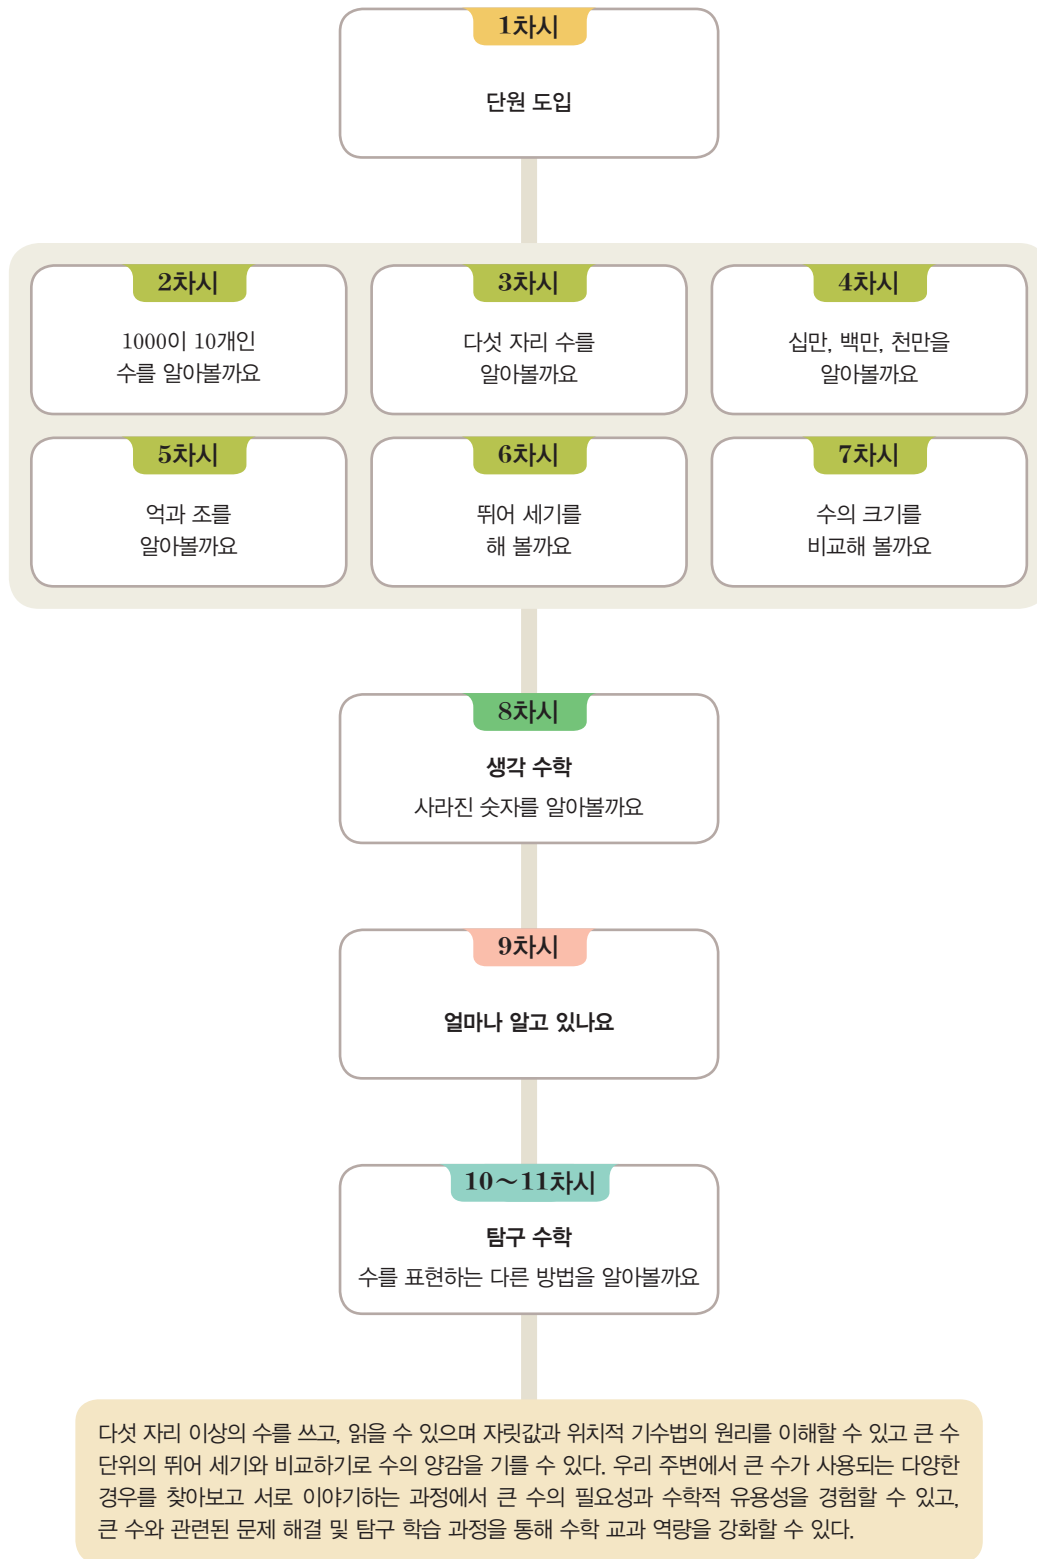 1차시
단원 도입
2차시
1000이 10개인
수를 알아볼까요
3차시
다섯 자리 수를
알아볼까요
4차시
십만, 백만, 천만을
알아볼까요
5차시
억과 조를
알아볼까요
6차시
뛰어 세기를
해 볼까요
7차시
수의 크기를
비교해 볼까요
8차시
생각 수학
사라진 숫자를 알아볼까요
9차시
얼마나 알고 있나요
10～11차시
탐구 수학
수를 표현하는 다른 방법을 알아볼까요
다섯 자리 이상의 수를 쓰고, 읽을 수 있으며 자릿값과 위치적 기수법의 원리를 이해할 수 있고 큰 수
단위의 뛰어 세기와 비교하기로 수의 양감을 기를 수 있다. 우리 주변에서 큰 수가 사용되는 다양한
경우를 찾아보고 서로 이야기하는 과정에서 큰 수의 필요성과 수학적 유용성을 경험할 수 있고,
큰 수와 관련된 문제 해결 및 탐구 학습 과정을 통해 수학 교과 역량을 강화할 수 있다.